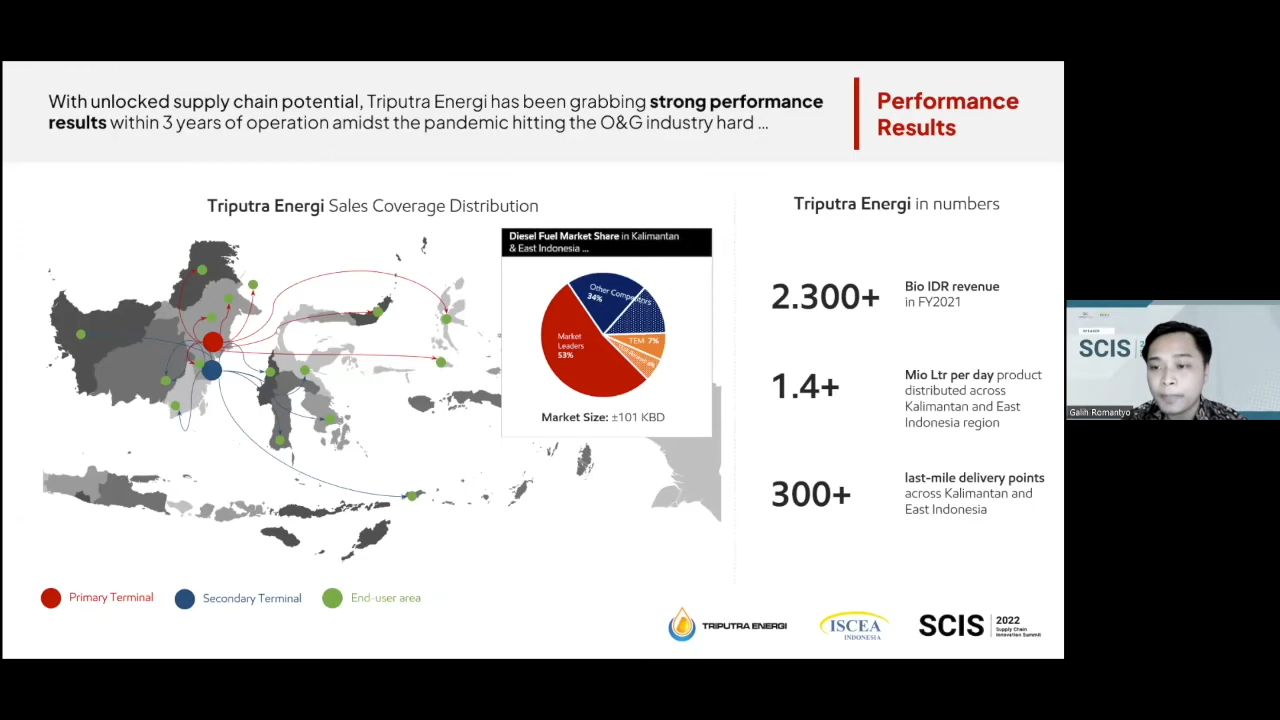 With unlocked supply chain potential, Triputra Energi has been grabbing strong performance
results within 3 years of operation amidst the pandemic hitting the O&G industry hard ...
Performance
Results
Triputra Energi Sales Coverage Distribution
Diesel Fuel Market Share in Kalimantan
& East Indonesia ...
Other Competitors
34%
Market
Leaders
53%
TEM 7%
Market Size: ±101 KBD
Primary Terminal
Secondary Terminal
End-user area
Triputra Energi in numbers
2.300+
Bio IDR revenue
in FY2021
1.4+
Mio Ltr per day product
distributed across
Kalimantan and East
Indonesia region
300+
last-mile delivery points
across Kalimantan and
East Indonesia
TRIPUTRA ENERGI
ISCEA
INDONESIA
SCIS
2022
Supply Chain
Innovation Summit
SCIS
Galih Romantyo